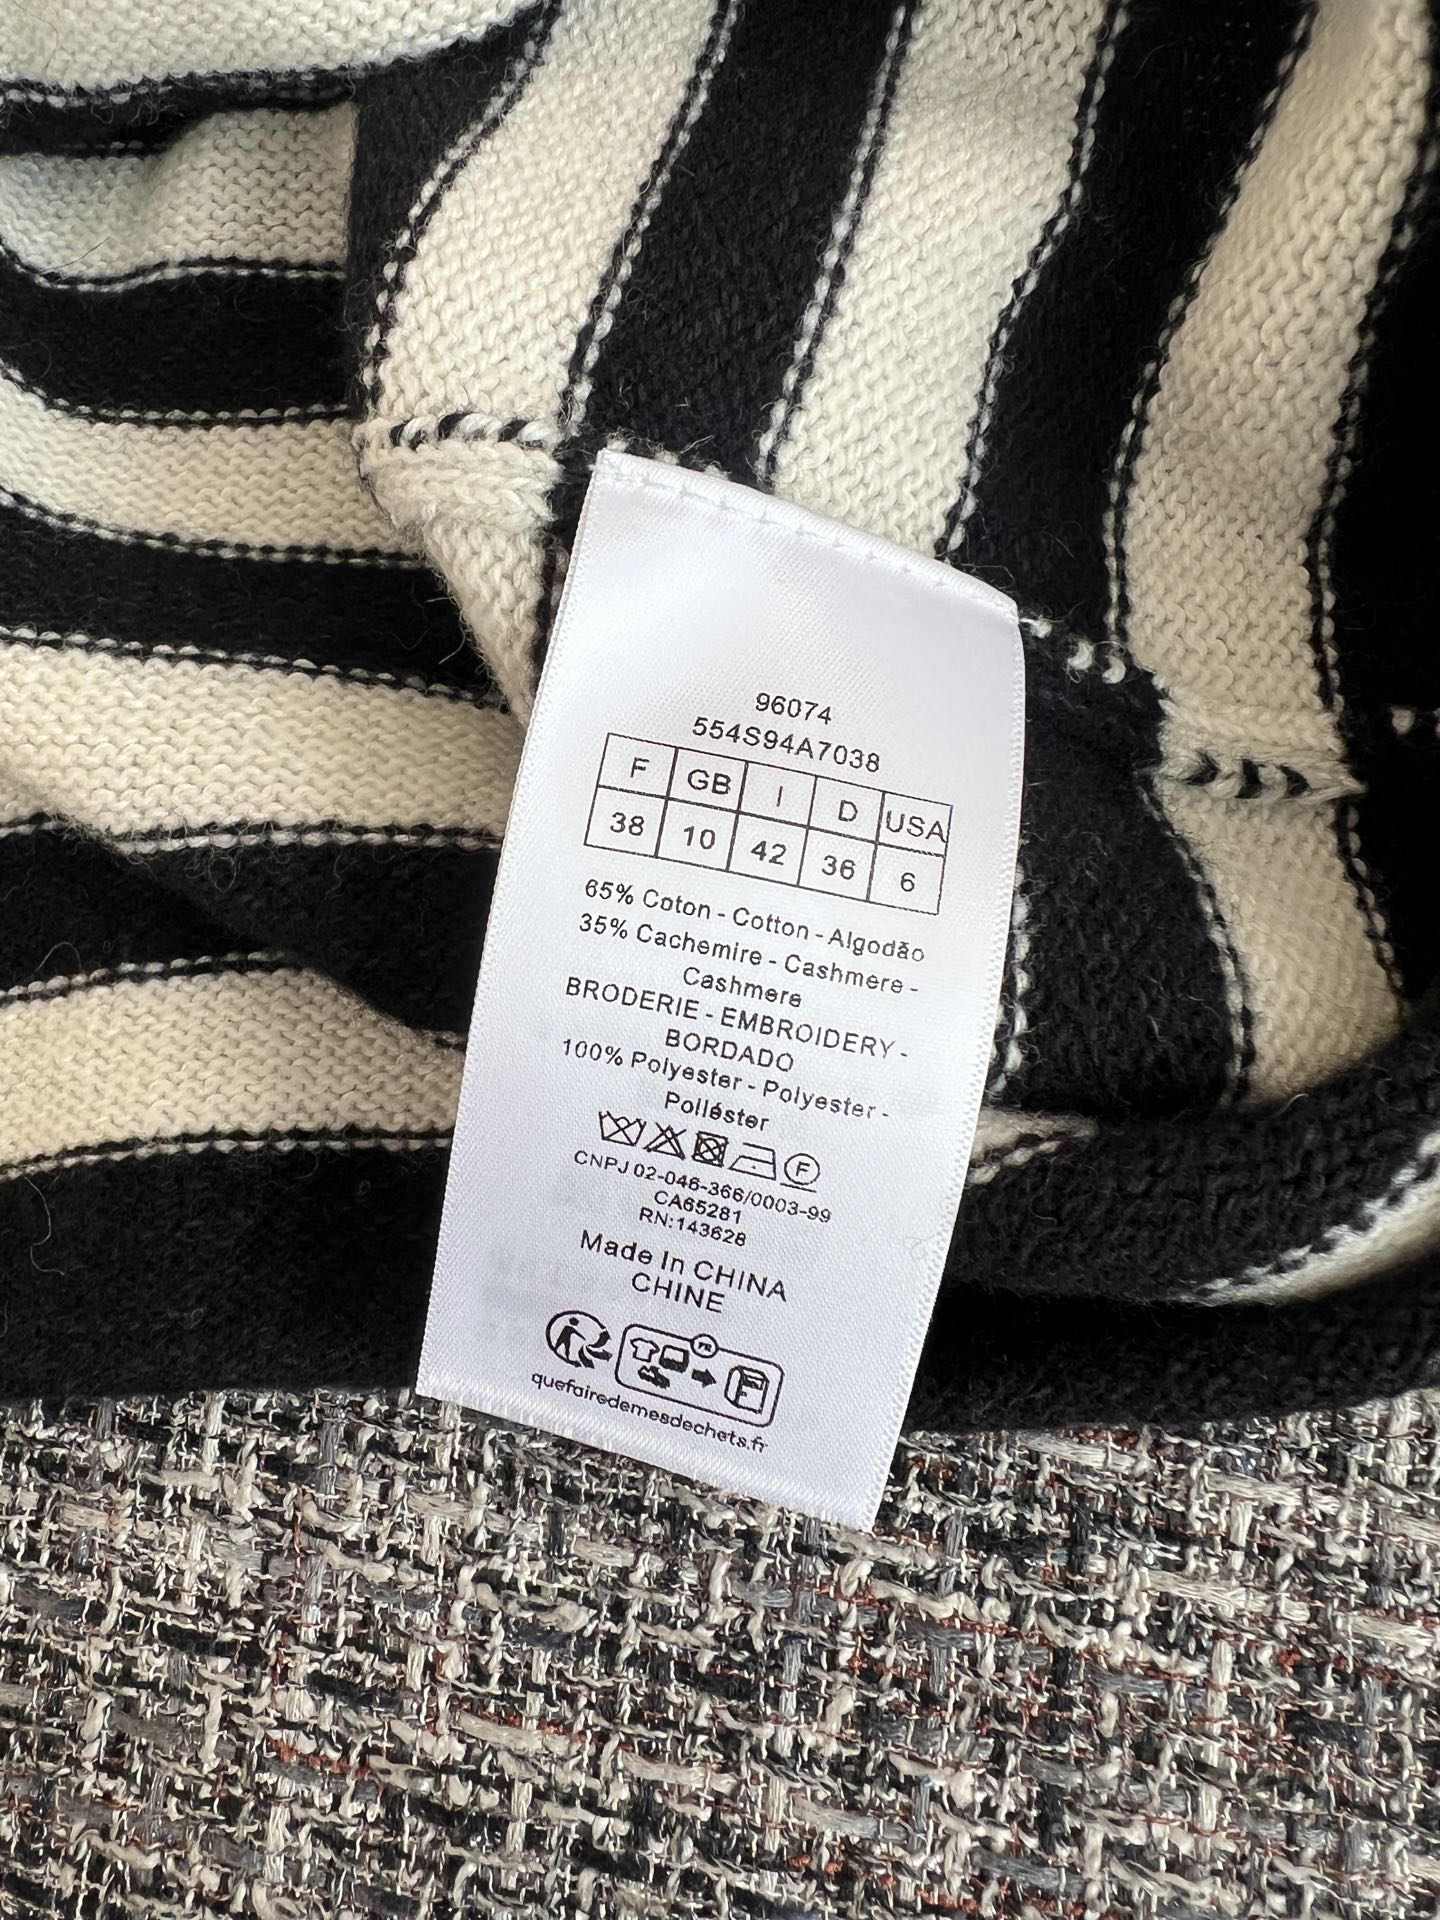 96074
554S94A7038
F GB I D USA
38 10 42 36 6
65% Coton - Cotton - Algodão
35% Cachemire - Cashmere -
Cashmere
BRODERIE - EMBROIDERY -
BORDADO
100% Polyester - Polyester -
Poliéster
F
CNPJ 02-046-366/0003-99
CA65281
RN:143628
Made In CHINA
CHINE
FR
quefairedemesdechets.fr